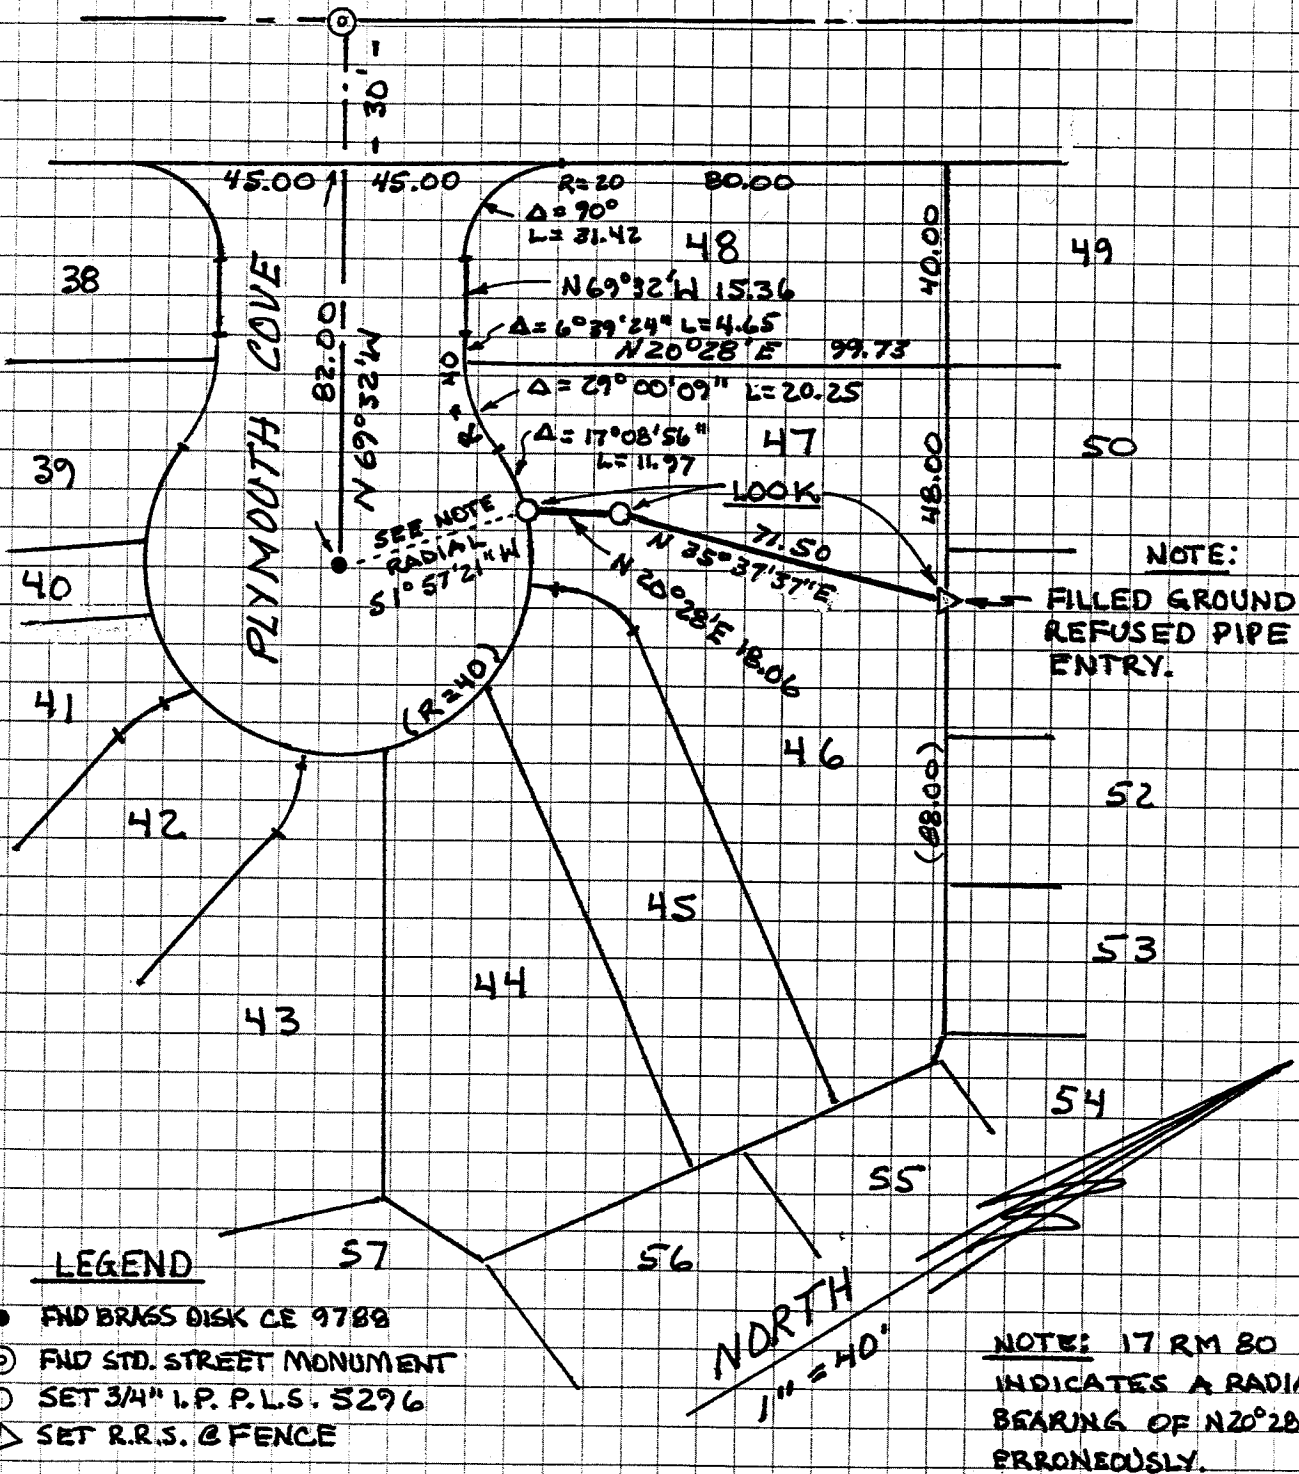 30'
45.00 45.00 R=20 80.00
Δ=90°
L=31.42
48
40.00
49
38
N69°32'W 15.36
Δ=6°39'24" L=4.65
N20°28'E 99.73
82.00
N69°32'W
PLYMOUTH COVE
R=40
Δ=29°00'09" L=20.25
Δ=17°08'56"
L=11.97
47
48.00
50
39
LOOK
SEE NOTE
RADIAL
S1°57'21"W
71.50
N 35°37'37"E
N 20°28'E 18.06
NOTE:
FILLED GROUND
REFUSED PIPE
ENTRY.
40
41
(R=40)
46
(88.00)
52
42
45
53
44
43
54
55
57
56
NORTH
1"=40'
LEGEND
FND BRASS DISK CE 9788
FND STD. STREET MONUMENT
SET 3/4" I.P. P.L.S. 5296
SET R.R.S. @ FENCE
NOTE: 17 RM 80
INDICATES A RADIA
BEARING OF N20°28
ERRONEOUSLY.